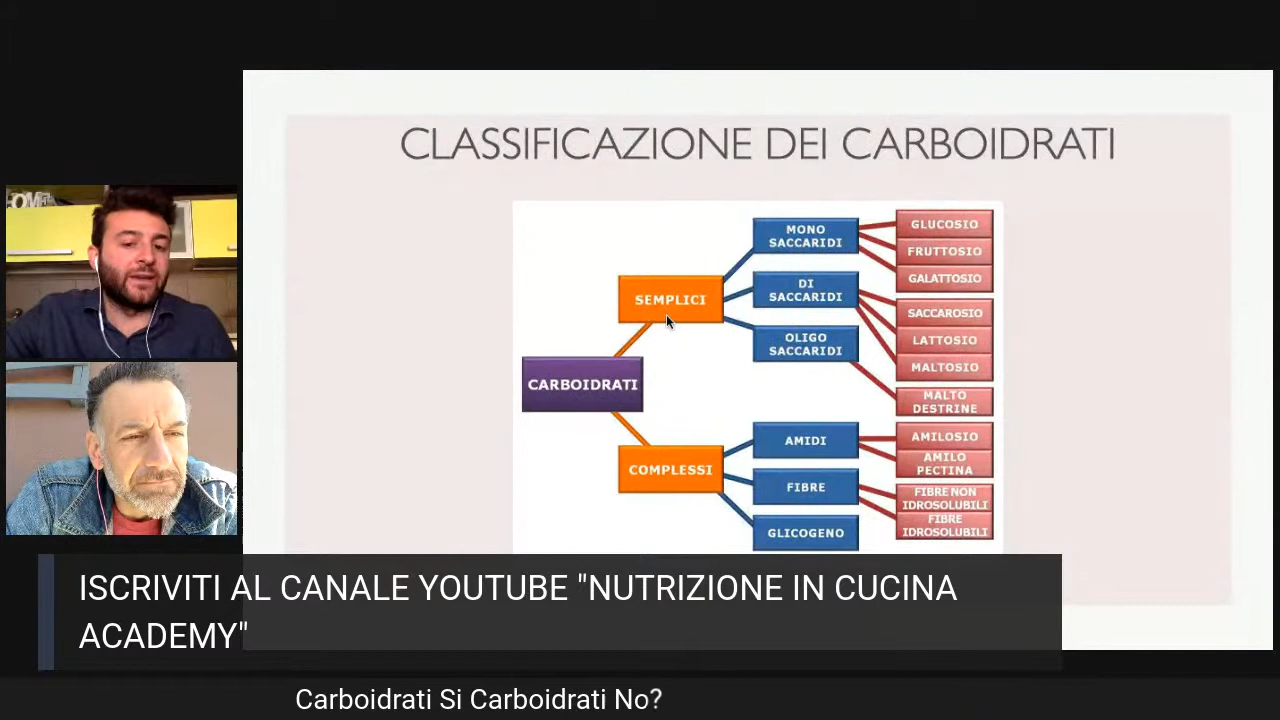 CLASSIFICAZIONE DEI CARBOIDRATI
OME
MONO
SACCARIDI
GLUCOSIO
FRUTTOSIO
GALATTOSIO
SEMPLICI
DI
SACCARIDI
SACCAROSIO
LATTOSIO
MALTOSIO
OLIGO
SACCARIDI
MALTO
DESTRINE
CARBOIDRATI
COMPLESSI
AMIDI
AMILOSIO
AMILO
PECTINA
FIBRE
FIBRE NON
IDROSOLUBILI
FIBRE
IDROSOLUBILI
GLICOGENO
ISCRIVITI AL CANALE YOUTUBE "NUTRIZIONE IN CUCINA
ACADEMY"
Carboidrati Si Carboidrati No?